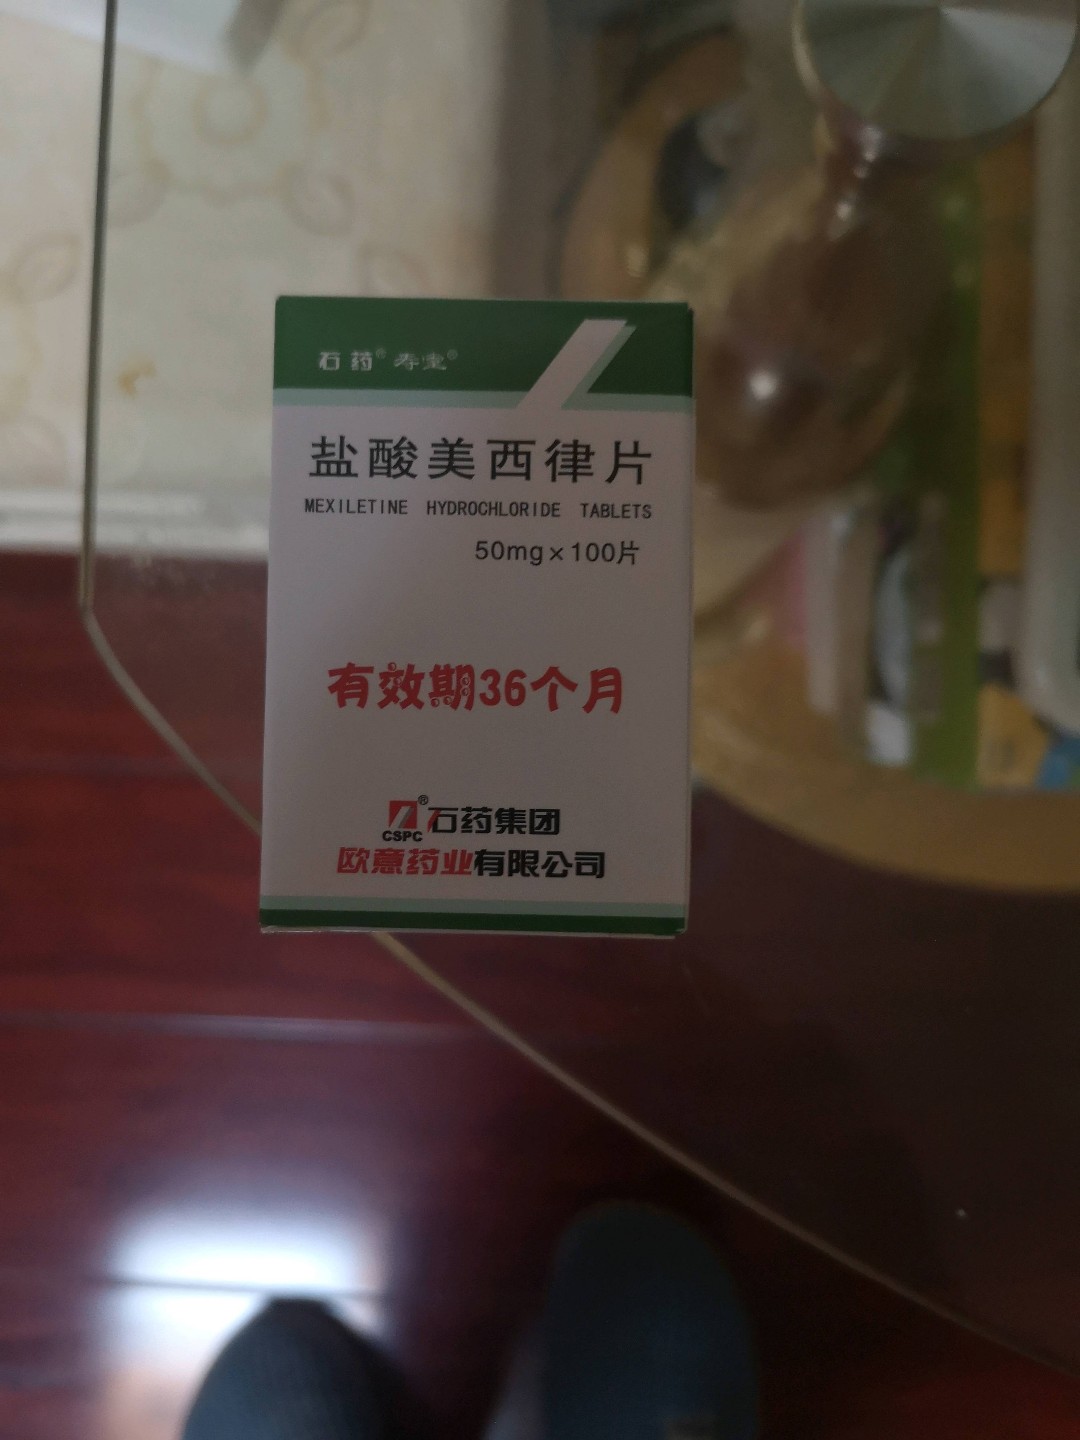 石药® 寿堂®
盐酸美西律片
MEXILETINE HYDROCHLORIDE TABLETS
50mg×100片
有效期36个月
CSPC®石药集团
欧意药业有限公司